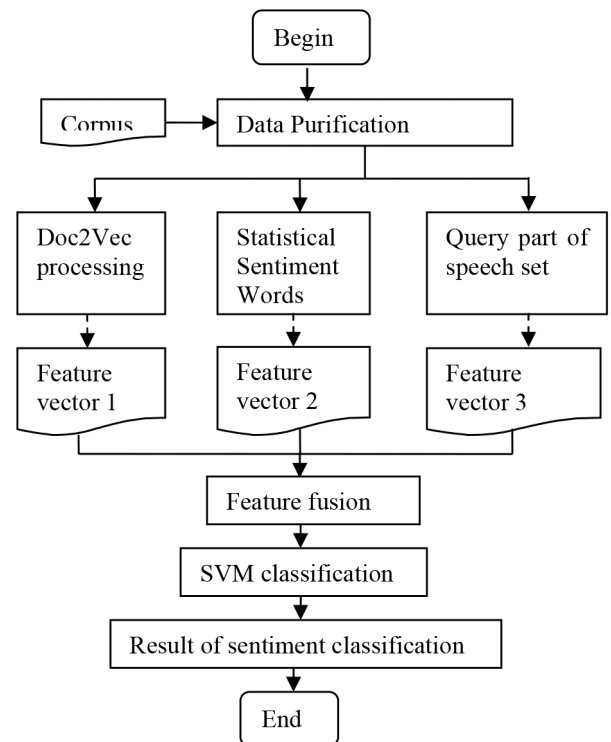 Begin
Corpus
Data Purification
Doc2Vec
processing
Statistical
Sentiment
Words
Query part of
speech set
Feature
vector 1
Feature
vector 2
Feature
vector 3
Feature fusion
SVM classification
Result of sentiment classification
End